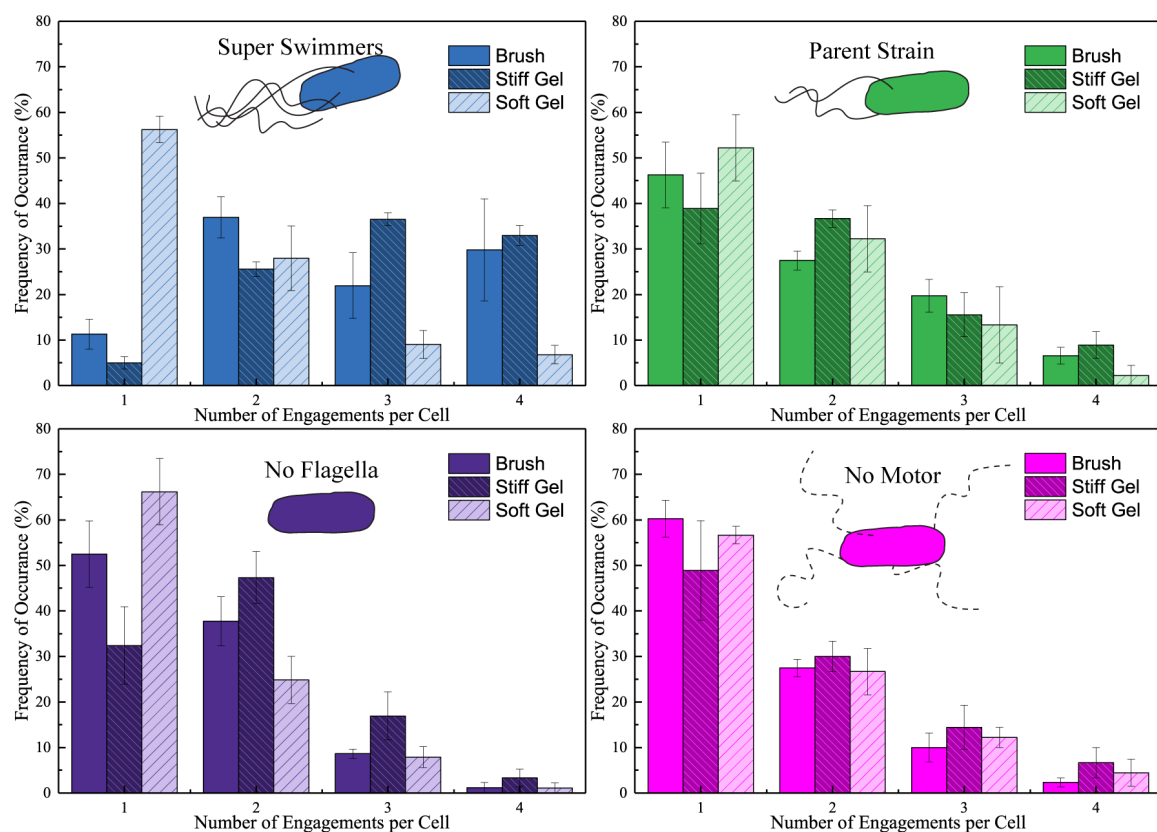 Super Swimmers
Brush
Stiff Gel
Soft Gel
Frequency of Occurance (%)
80
70
60
50
40
30
20
10
0
1 2 3 4
Number of Engagements per Cell
Parent Strain
Brush
Stiff Gel
Soft Gel
Frequency of Occurance (%)
80
70
60
50
40
30
20
10
0
1 2 3 4
Number of Engagements per Cell
No Flagella
Brush
Stiff Gel
Soft Gel
Frequency of Occurance (%)
80
70
60
50
40
30
20
10
0
1 2 3 4
Number of Engagements per Cell
No Motor
Brush
Stiff Gel
Soft Gel
Frequency of Occurance (%)
80
70
60
50
40
30
20
10
0
1 2 3 4
Number of Engagements per Cell